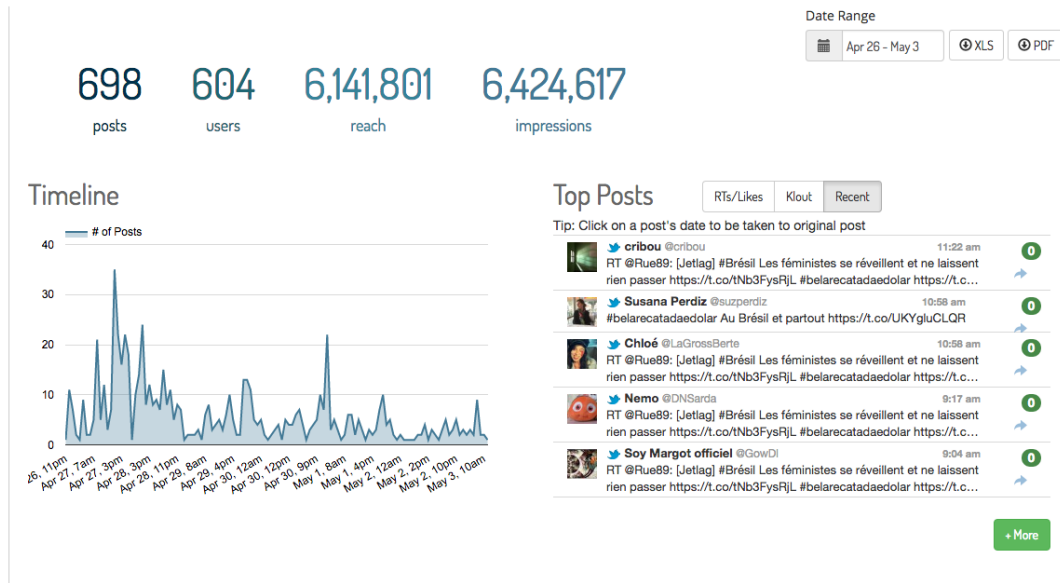 Date Range
Apr 26 - May 3
XLS
PDF
698
604
6,141,801
6,424,617
posts
users
reach
impressions
Timeline
# of Posts
40
30
20
10
0
26, 11pm
Apr 27, 7am
Apr 27, 3pm
Apr 28, 3pm
Apr 28, 11pm
Apr 29, 8am
Apr 29, 4pm
Apr 30, 12am
Apr 30, 12pm
Apr 30, 9pm
May 1, 8am
May 1, 4pm
May 2, 12am
May 2, 2pm
May 2, 10pm
May 3, 10am
Top Posts
RTs/Likes
Klout
Recent
Tip: Click on a post's date to be taken to original post
cribou @cribou 11:22 am 0
RT @Rue89: [Jetlag] #Brésil Les féministes se réveillent et ne laissent
rien passer https://t.co/tNb3FysRjL #belarecatadaedolar https://t.c…
Susana Perdiz @suzperdiz 10:58 am 0
#belarecatadaedolar Au Brésil et partout https://t.co/UKYgluCLQR
Chloé @LaGrossBerte 10:58 am 0
RT @Rue89: [Jetlag] #Brésil Les féministes se réveillent et ne laissent
rien passer https://t.co/tNb3FysRjL #belarecatadaedolar https://t.c…
Nemo @DNSarda 9:17 am 0
RT @Rue89: [Jetlag] #Brésil Les féministes se réveillent et ne laissent
rien passer https://t.co/tNb3FysRjL #belarecatadaedolar https://t.c…
Soy Margot officiel @GowDl 9:04 am 0
RT @Rue89: [Jetlag] #Brésil Les féministes se réveillent et ne laissent
rien passer https://t.co/tNb3FysRjL #belarecatadaedolar https://t.c…
+ More